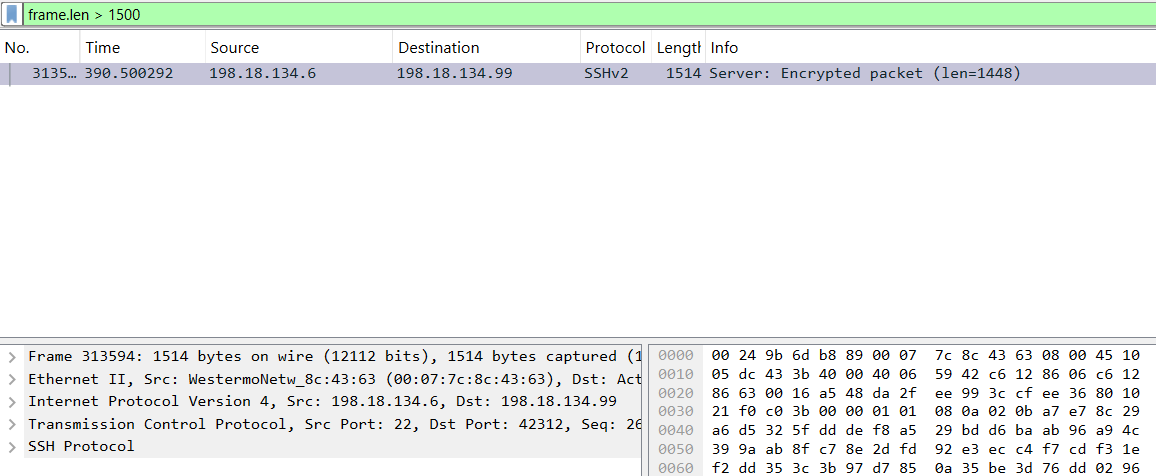 frame.len > 1500
No. Time Source Destination Protocol Length Info
3135… 390.500292 198.18.134.6 198.18.134.99 SSHv2 1514 Server: Encrypted packet (len=1448)
Frame 313594: 1514 bytes on wire (12112 bits), 1514 bytes captured (1
Ethernet II, Src: WestermoNetw_8c:43:63 (00:07:7c:8c:43:63), Dst: Act
Internet Protocol Version 4, Src: 198.18.134.6, Dst: 198.18.134.99
Transmission Control Protocol, Src Port: 22, Dst Port: 42312, Seq: 26
SSH Protocol
0000 00 24 9b 6d b8 89 00 07 7c 8c 43 63 08 00 45 10
0010 05 dc 43 3b 40 00 40 06 59 42 c6 12 86 06 c6 12
0020 86 63 00 16 a5 48 da 2f ee 99 3c cf ee 36 80 10
0030 21 f0 c0 3b 00 00 01 01 08 0a 02 0b a7 e7 8c 29
0040 a6 d5 32 5f dd de f8 a5 29 bd d6 ba ab 96 a9 4c
0050 39 9a ab 8f c7 8e 2d fd 92 e3 ec c4 f7 cd f3 1e
0060 f2 dd 35 3c 3b 97 d7 85 0a 35 be 3d 76 dd 02 96